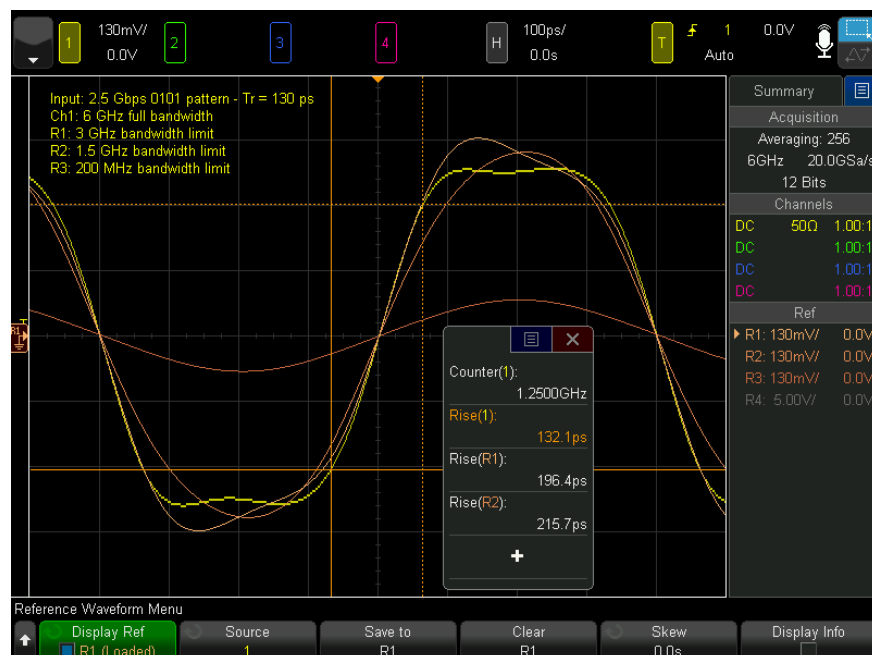 1 130mV/ 2 3 4 H 100ps/ T 1 0.0V
0.0V 0.0s Auto
Input: 2.5 Gbps 0101 pattern - Tr = 130 ps
Ch1: 6 GHz full bandwidth
R1: 3 GHz bandwidth limit
R2: 1.5 GHz bandwidth limit
R3: 200 MHz bandwidth limit
T
R1
Summary
Acquisition
Averaging: 256
6GHz 20.0GSa/s
12 Bits
Channels
DC 50Ω 1.00:1
DC 1.00:1
DC 1.00:1
DC 1.00:1
Ref
R1: 130mV/ 0.0V
R2: 130mV/ 0.0V
R3: 130mV/ 0.0V
R4: 5.00V/ 0.0V
Counter(1):
1.2500GHz
Rise(1):
132.1ps
Rise(R1):
196.4ps
Rise(R2):
215.7ps
Reference Waveform Menu
Display Ref Source Save to Clear Skew Display Info
R1 (Loaded) 1 R1 R1 0.0s